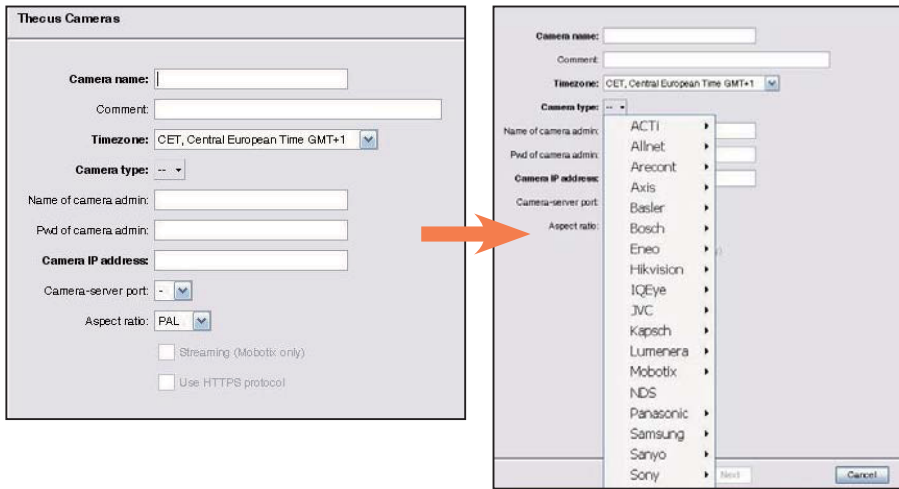 Thecus Cameras
Camera name:
Comment:
Timezone: CET, Central European Time GMT+1
Camera type: --
Name of camera admin:
Pwd of camera admin:
Camera IP address:
Camera-server port: -
Aspect ratio: PAL
Streaming (Mobotix only)
Use HTTPS protocol
Camera name:
Comment:
Timezone: CET, Central European Time GMT+1
Camera type: --
Name of camera admin:
Pwd of camera admin:
Camera IP address:
Camera-server port:
Aspect ratio:
ACTi
Allnet
Arecont
Axis
Basler
Bosch
Eneo
Hikvision
IQEye
JVC
Kapsch
Lumenera
Mobotix
NDS
Panasonic
Samsung
Sanyo
Sony
Next
Cancel